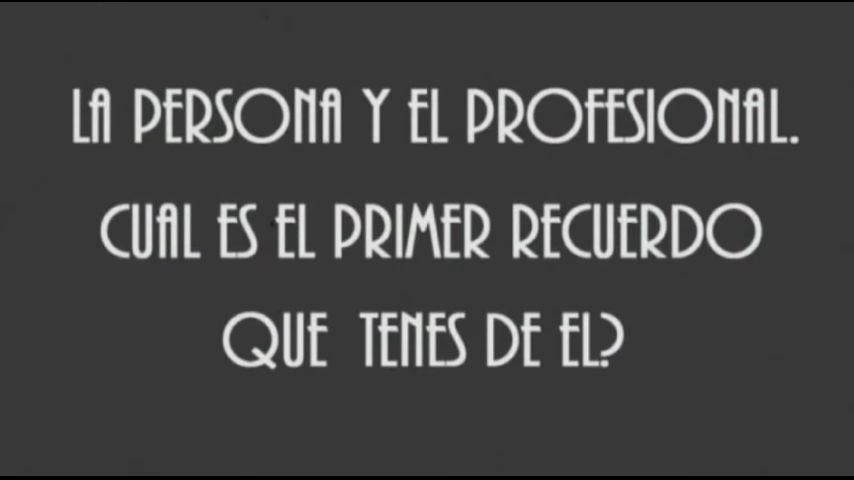 LA PERSONA Y EL PROFESIONAL.
CUAL ES EL PRIMER RECUERDO
QUE TENES DE EL?